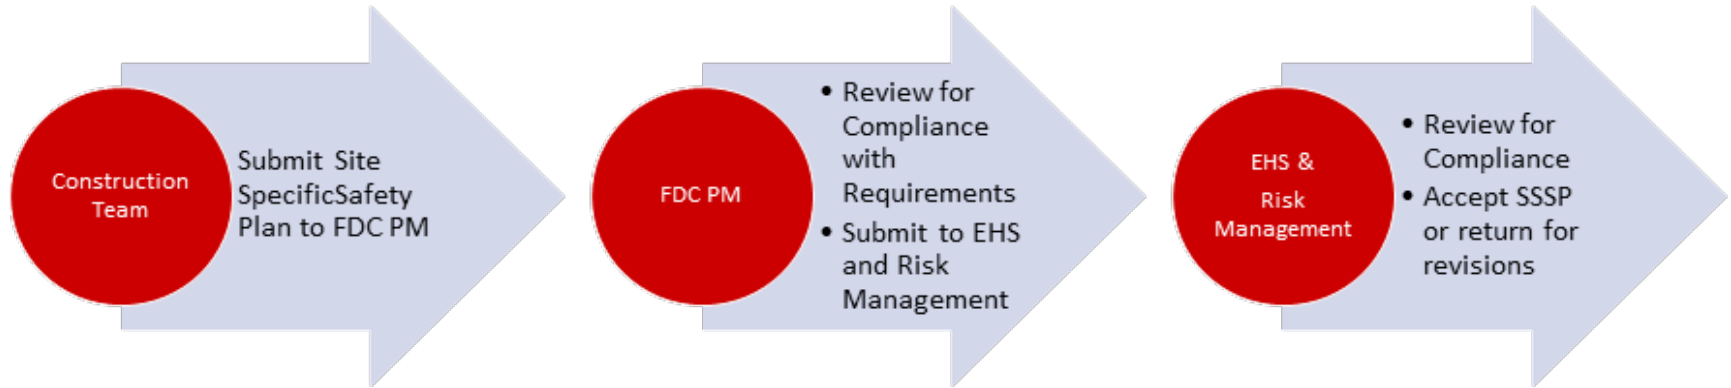 Construction
Team
Submit Site
SpecificSafety
Plan to FDC PM
FDC PM
• Review for
Compliance
with
Requirements
• Submit to EHS
and Risk
Management
EHS &
Risk
Management
• Review for
Compliance
• Accept SSSP
or return for
revisions